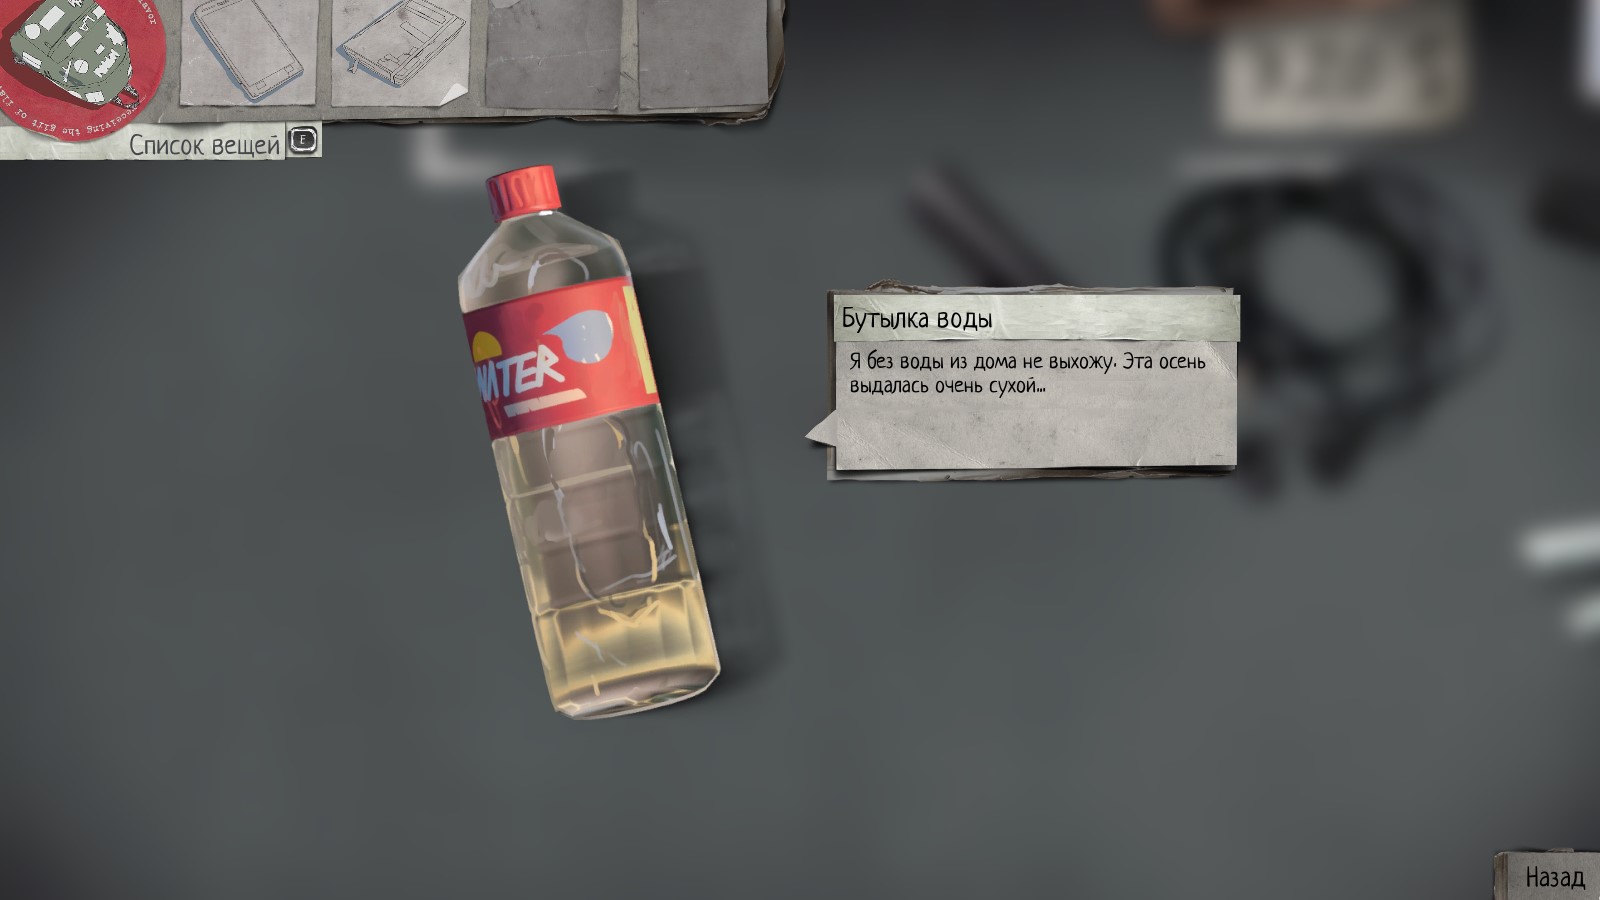 Список вещей
E
WATER
Бутылка воды
Я без воды из дома не выхожу. Эта осень
выдалась очень сухой...
Назад